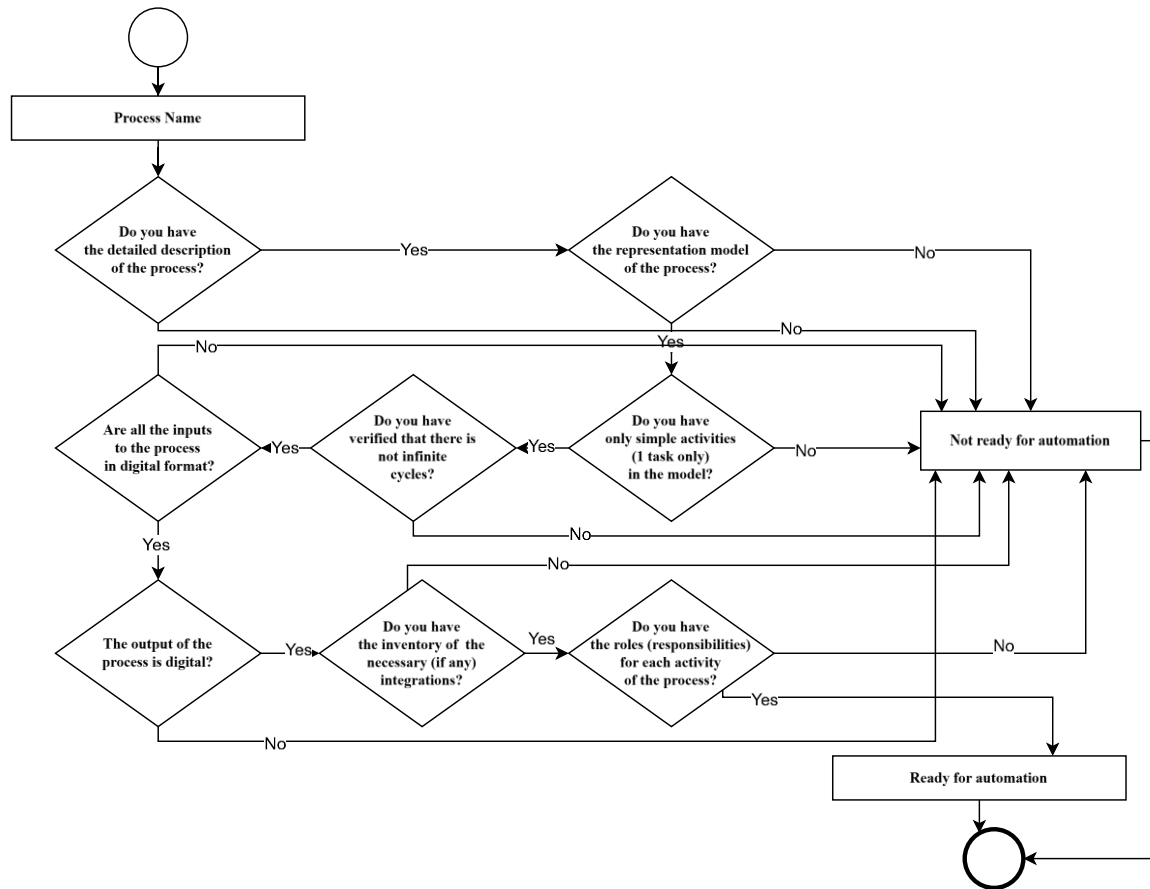 Process Name
Do you have
the detailed description
of the process?
Yes
Do you have
the representation model
of the process?
No
No
Yes
No
Are all the inputs
to the process
in digital format?
Yes
Do you have
verified that there is
not infinite
cycles?
Yes
Do you have
only simple activities
(1 task only)
in the model?
No
Not ready for automation
No
Yes
No
The output of the
process is digital?
Yes
Do you have
the inventory of the
necessary (if any)
integrations?
Yes
Do you have
the roles (responsibilities)
for each activity
of the process?
No
Yes
No
Ready for automation